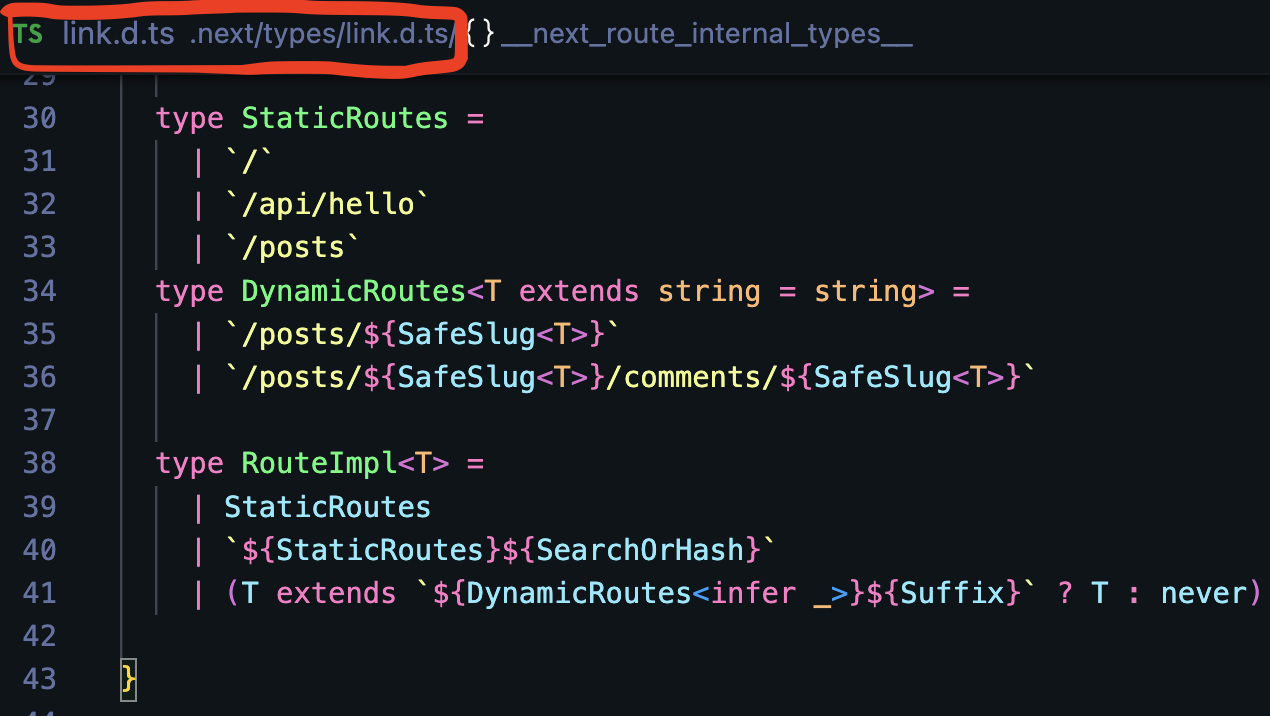 TS link.d.ts .next/types/link.d.ts/{}__next_route_internal_types__
29
30 type StaticRoutes =
31 | `/`
32 | `/api/hello`
33 | `/posts`
34 type DynamicRoutes<T extends string = string> =
35 | `/posts/${SafeSlug<T>}`
36 | `/posts/${SafeSlug<T>}/comments/${SafeSlug<T>}`
37
38 type RouteImpl<T> =
39 | StaticRoutes
40 | `${StaticRoutes}${SearchOrHash}`
41 | (T extends `${DynamicRoutes<infer _>}${Suffix}` ? T : never)
42
43 }
44